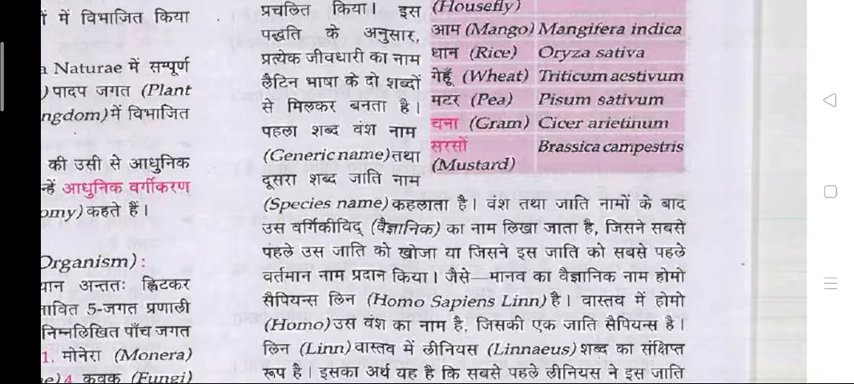 ों में विभाजित किया
a Naturae में सम्पूर्ण
) पादप जगत (Plant
ngdom) में विभाजित
की उसी से आधुनिक
न्हें आधुनिक वर्गीकरण
omy) कहते हैं।
Organism) :
थान अन्ततः ह्विटकर
तावित 5-जगत प्रणाली
निम्नलिखित पाँच जगत
1. मोनेरा (Monera)
e) 4. कवक (Fungi)
प्रचलित किया। इस
पद्धति के अनुसार,
प्रत्येक जीवधारी का नाम
लैटिन भाषा के दो शब्दों
से मिलकर बनता है।
पहला शब्द वंश नाम
(Generic name) तथा
दूसरा शब्द जाति नाम
(Species name) कहलाता है। वंश तथा जाति नामों के बाद
उस वर्गिकीविद् (वैज्ञानिक) का नाम लिखा जाता है, जिसने सबसे
पहले उस जाति को खोजा या जिसने इस जाति को सबसे पहले
वर्तमान नाम प्रदान किया। जैसे—मानव का वैज्ञानिक नाम होमो
सैपियन्स लिन (Homo Sapiens Linn) है। वास्तव में होमो
(Homo) उस वंश का नाम है, जिसकी एक जाति सैपियन्स है।
लिन (Linn) वास्तव में लीनियस (Linnaeus) शब्द का संक्षिप्त
रूप है। इसका अर्थ यह है कि सबसे पहले लीनियस ने इस जाति
(Housefly)
आम (Mango) Mangifera indica
धान (Rice) Oryza sativa
गेहूँ (Wheat) Triticum aestivum
मटर (Pea) Pisum sativum
चना (Gram) Cicer arietinum
सरसों Brassica campestris
(Mustard)